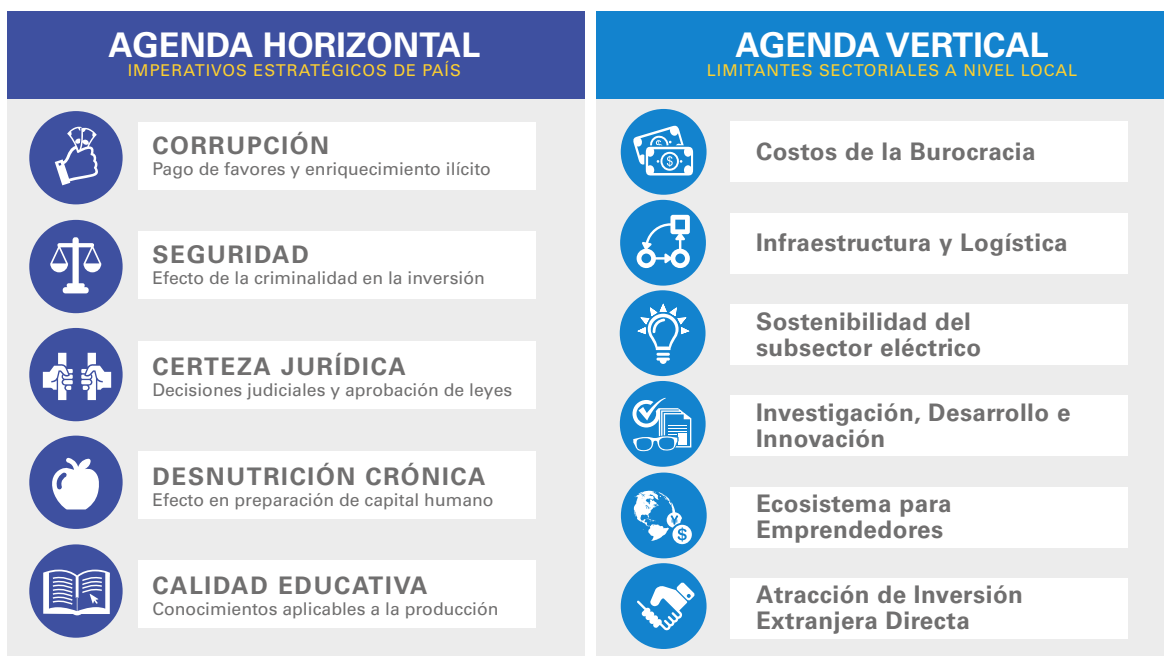 AGENDA HORIZONTAL
IMPERATIVOS ESTRATÉGICOS DE PAÍS
CORRUPCIÓN
Pago de favores y enriquecimiento ilícito
SEGURIDAD
Efecto de la criminalidad en la inversión
CERTEZA JURÍDICA
Decisiones judiciales y aprobación de leyes
DESNUTRICIÓN CRÓNICA
Efecto en preparación de capital humano
CALIDAD EDUCATIVA
Conocimientos aplicables a la producción
AGENDA VERTICAL
LIMITANTES SECTORIALES A NIVEL LOCAL
Costos de la Burocracia
Infraestructura y Logística
Sostenibilidad del
subsector eléctrico
Investigación, Desarrollo e
Innovación
Ecosistema para
Emprendedores
Atracción de Inversión
Extranjera Directa